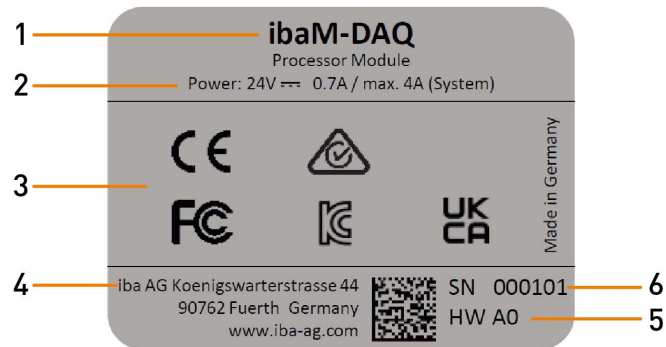 1
ibaM-DAQ
Processor Module
2
Power: 24V 0.7A / max. 4A (System)
3
CE
FC
KC
UK
CA
Made in Germany
4
iba AG Koenigswarterstrasse 44
90762 Fuerth Germany
www.iba-ag.com
SN 000101
6
HW A0
5